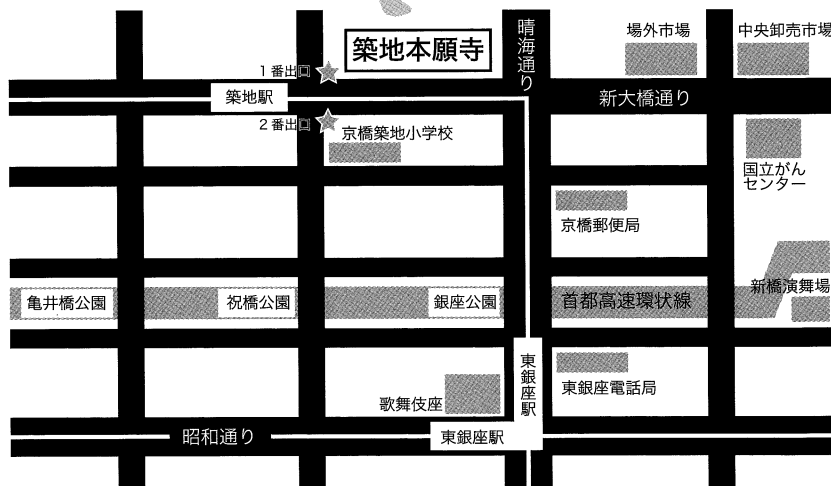 晴海通り
場外市場
中央卸売市場
築地本願寺
1番出口
築地駅
新大橋通り
2番出口
京橋築地小学校
国立がん
センター
京橋郵便局
新橋演舞場
亀井橋公園
祝橋公園
銀座公園
首都高速環状線
東銀座駅
東銀座電話局
歌舞伎座
昭和通り
東銀座駅